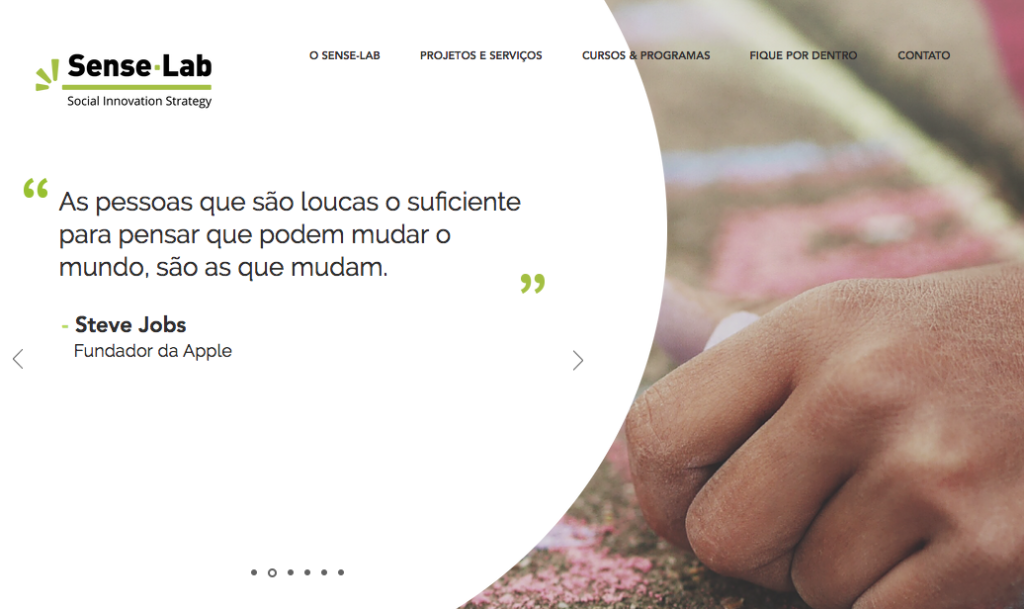 Sense·Lab
Social Innovation Strategy
O SENSE-LAB
PROJETOS E SERVIÇOS
CURSOS & PROGRAMAS
FIQUE POR DENTRO
CONTATO
“ As pessoas que são loucas o suficiente
para pensar que podem mudar o
mundo, são as que mudam. ”
- Steve Jobs
Fundador da Apple